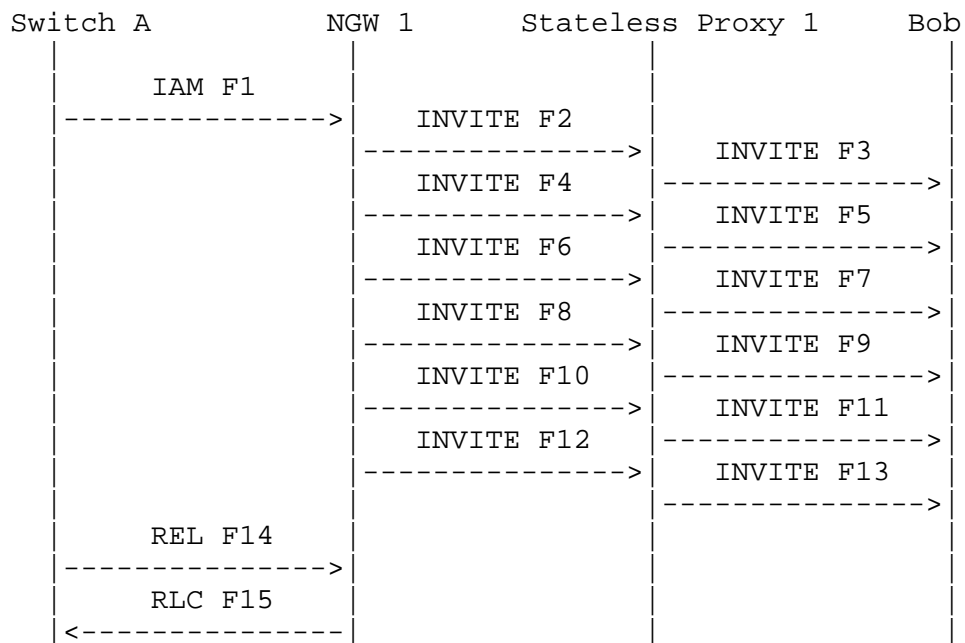 Switch A NGW 1 Stateless Proxy 1 Bob
IAM F1
INVITE F2
INVITE F3
INVITE F4
INVITE F5
INVITE F6
INVITE F7
INVITE F8
INVITE F9
INVITE F10
INVITE F11
INVITE F12
INVITE F13
REL F14
RLC F15